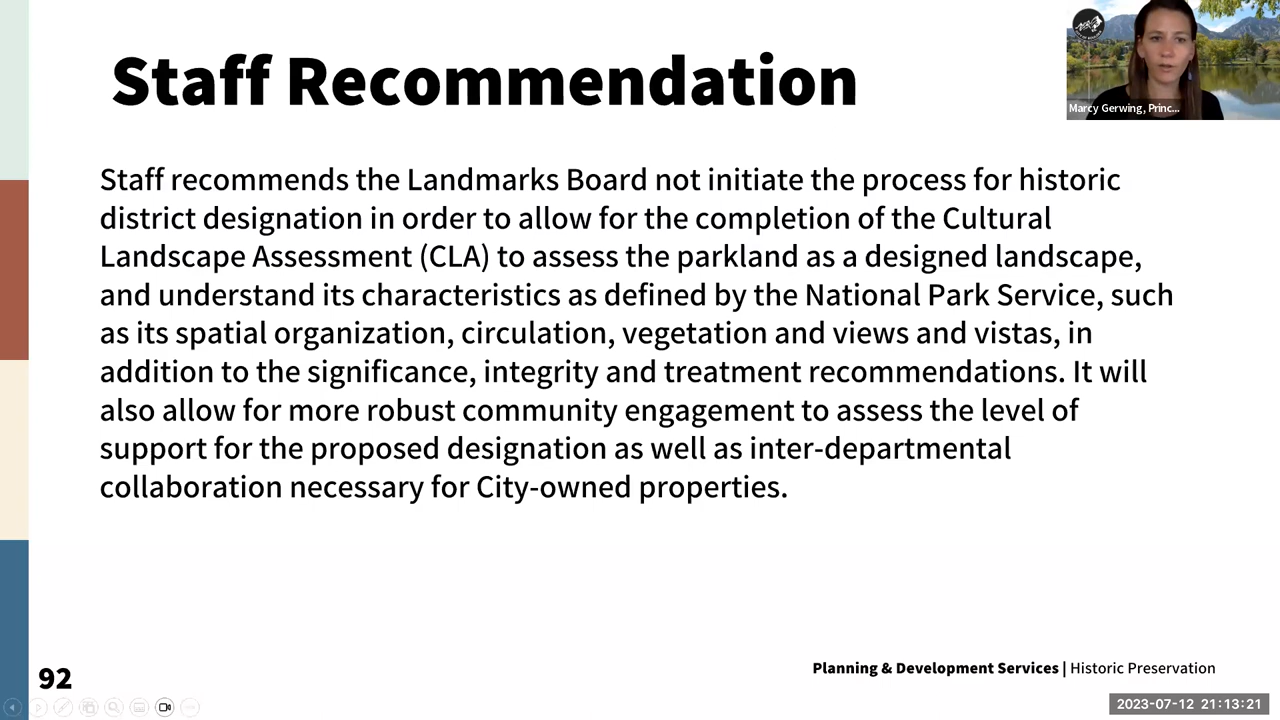 Staff Recommendation
Marcy Gerwing, Princ...
Staff recommends the Landmarks Board not initiate the process for historic
district designation in order to allow for the completion of the Cultural
Landscape Assessment (CLA) to assess the parkland as a designed landscape,
and understand its characteristics as defined by the National Park Service, such
as its spatial organization, circulation, vegetation and views and vistas, in
addition to the significance, integrity and treatment recommendations. It will
also allow for more robust community engagement to assess the level of
support for the proposed designation as well as inter-departmental
collaboration necessary for City-owned properties.
Planning & Development Services | Historic Preservation
92
2023-07-12 21:13:21